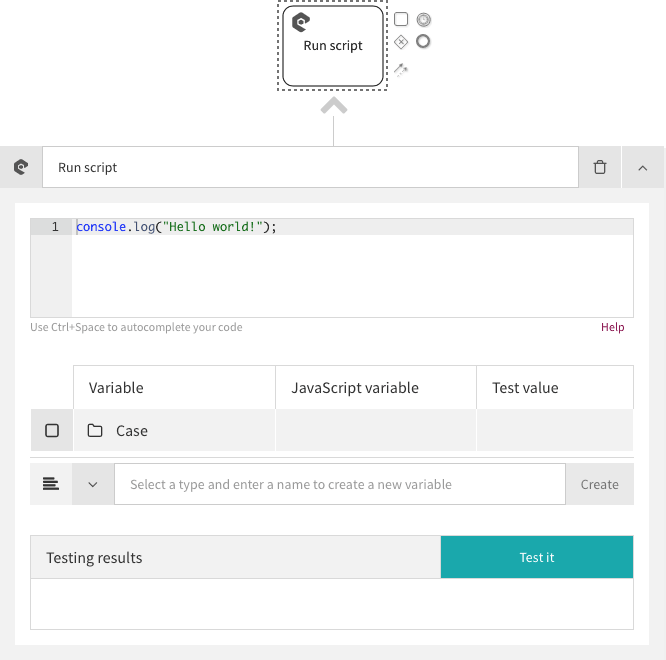 Run script
Run script
1 console.log("Hello world!");
Use Ctrl+Space to autocomplete your code Help
Variable JavaScript variable Test value
Case
Select a type and enter a name to create a new variable Create
Testing results Test it